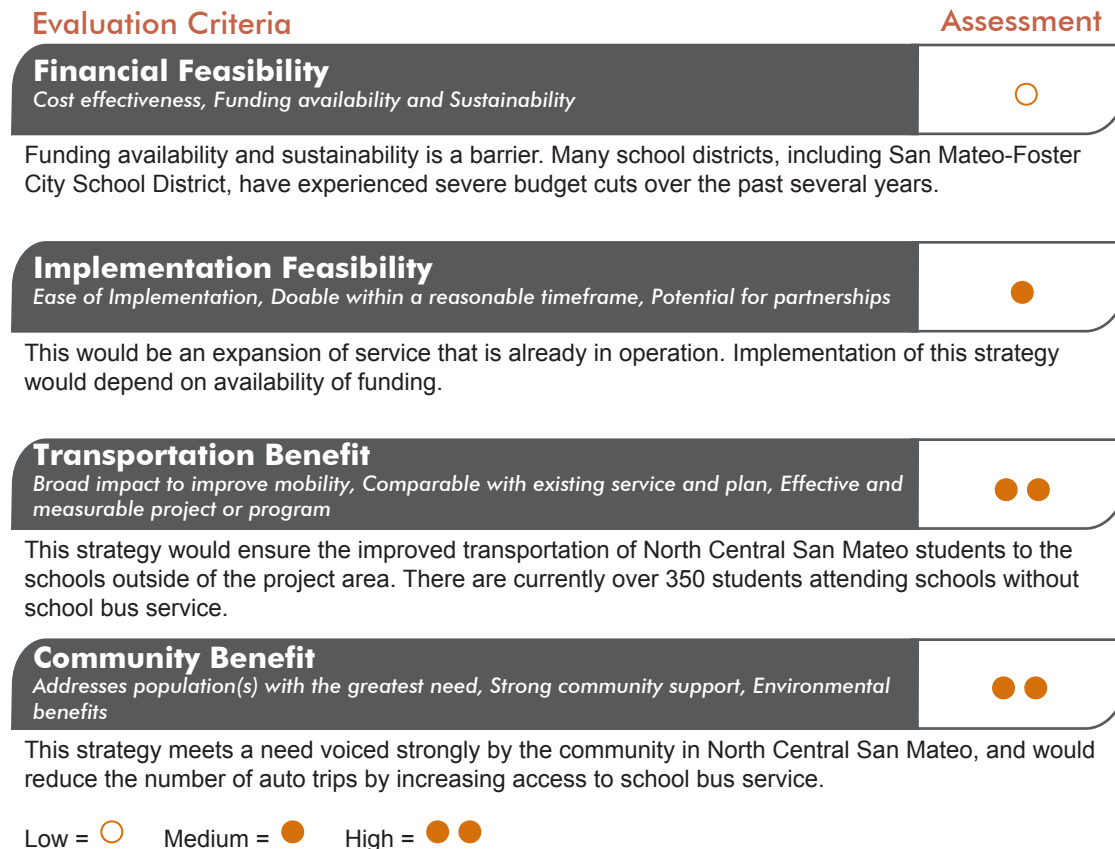 Evaluation Criteria
Assessment
Financial Feasibility
Cost effectiveness, Funding availability and Sustainability
Funding availability and sustainability is a barrier. Many school districts, including San Mateo-Foster
City School District, have experienced severe budget cuts over the past several years.
Implementation Feasibility
Ease of Implementation, Doable within a reasonable timeframe, Potential for partnerships
This would be an expansion of service that is already in operation. Implementation of this strategy
would depend on availability of funding.
Transportation Benefit
Broad impact to improve mobility, Comparable with existing service and plan, Effective and
measurable project or program
This strategy would ensure the improved transportation of North Central San Mateo students to the
schools outside of the project area. There are currently over 350 students attending schools without
school bus service.
Community Benefit
Addresses population(s) with the greatest need, Strong community support, Environmental
benefits
This strategy meets a need voiced strongly by the community in North Central San Mateo, and would
reduce the number of auto trips by increasing access to school bus service.
Low = ○ Medium = ● High = ●●